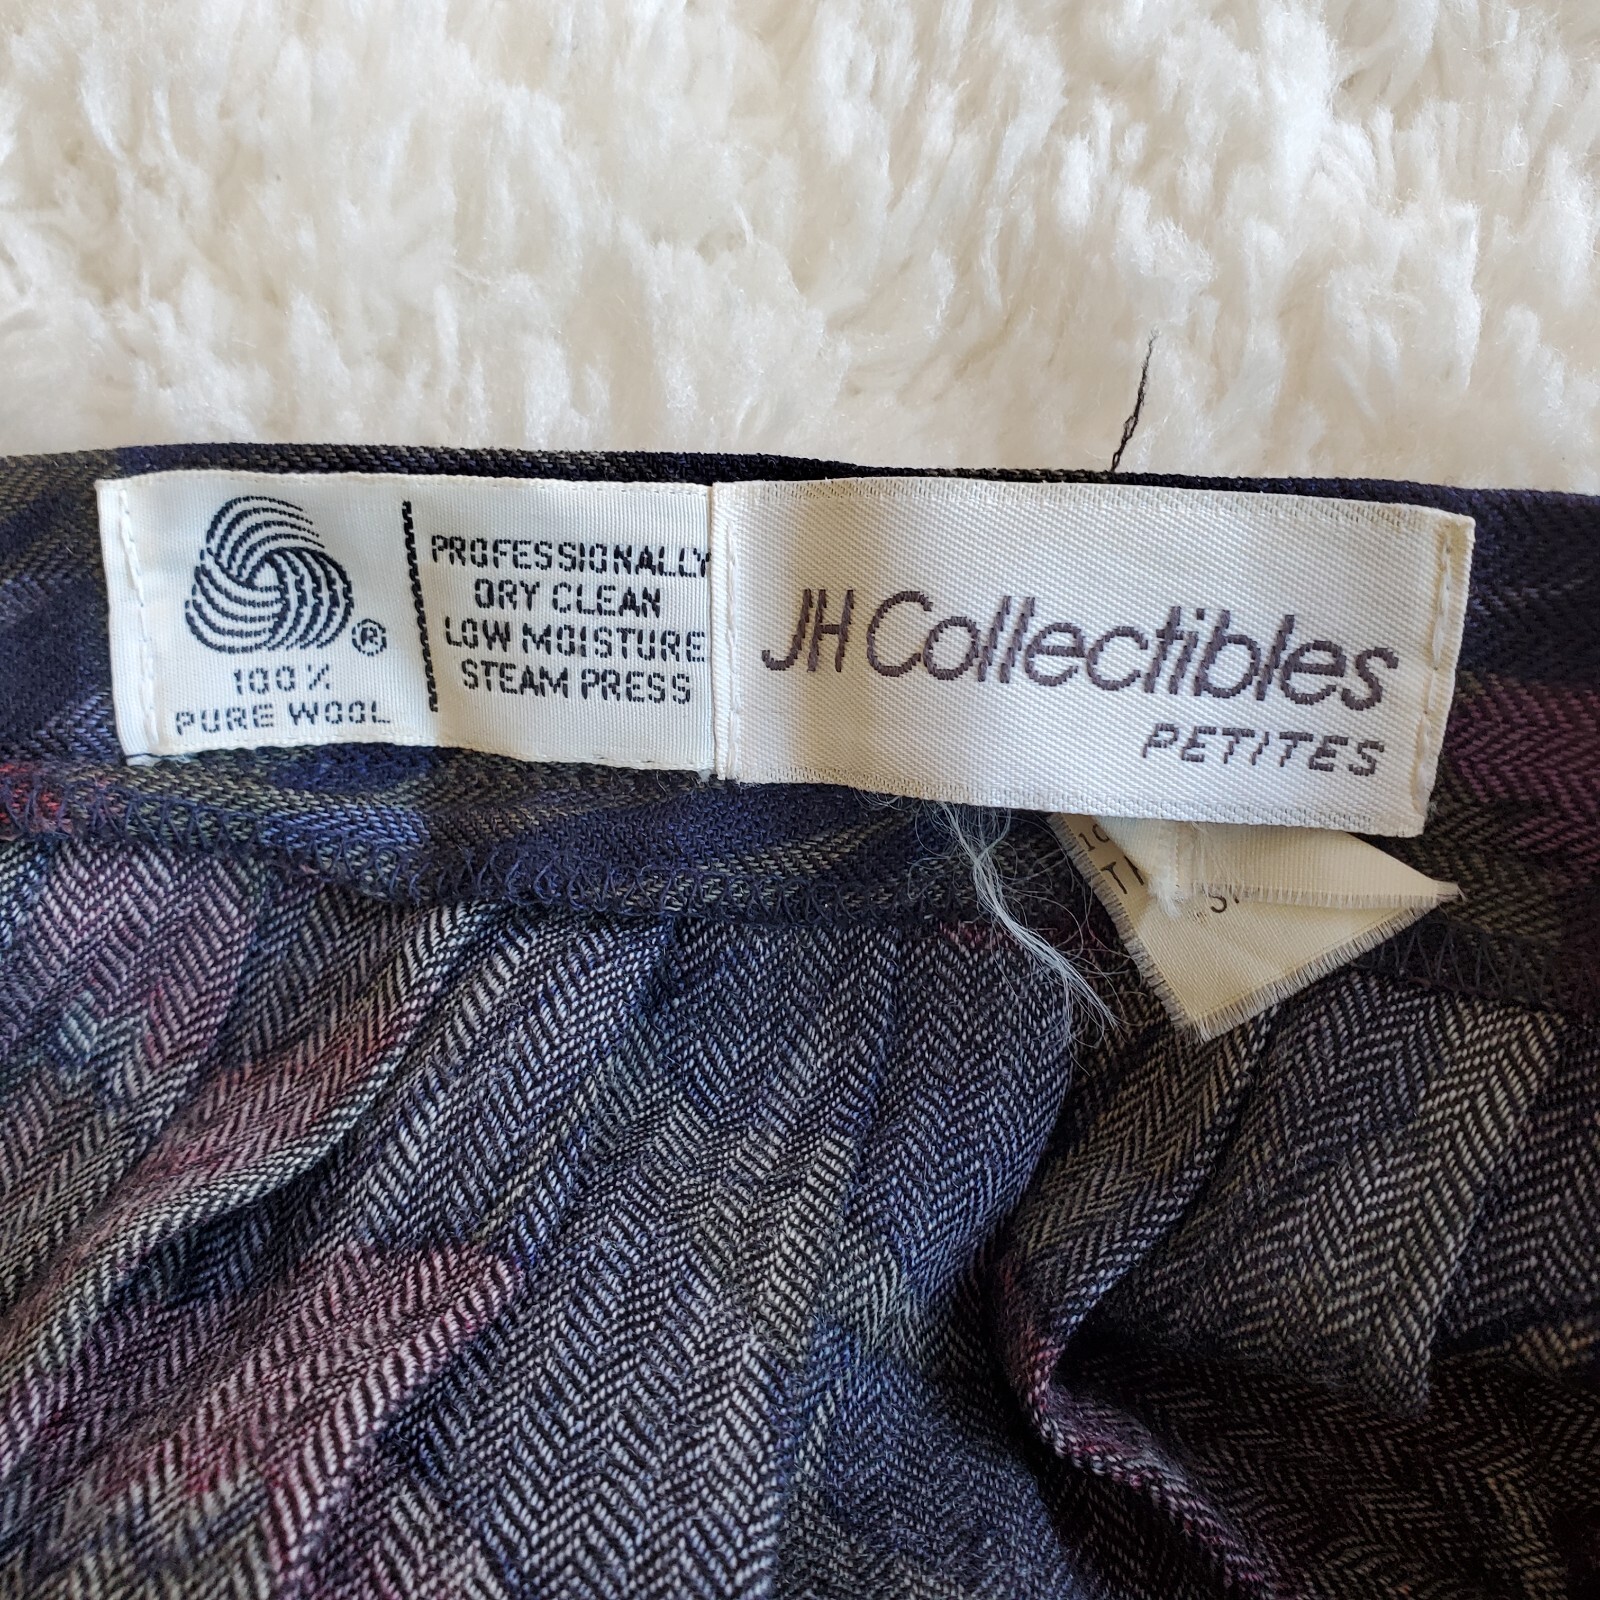 ®
100%
PURE WOOL
PROFESSIONALLY
DRY CLEAN
LOW MOISTURE
STEAM PRESS
JH Collectibles
PETITES